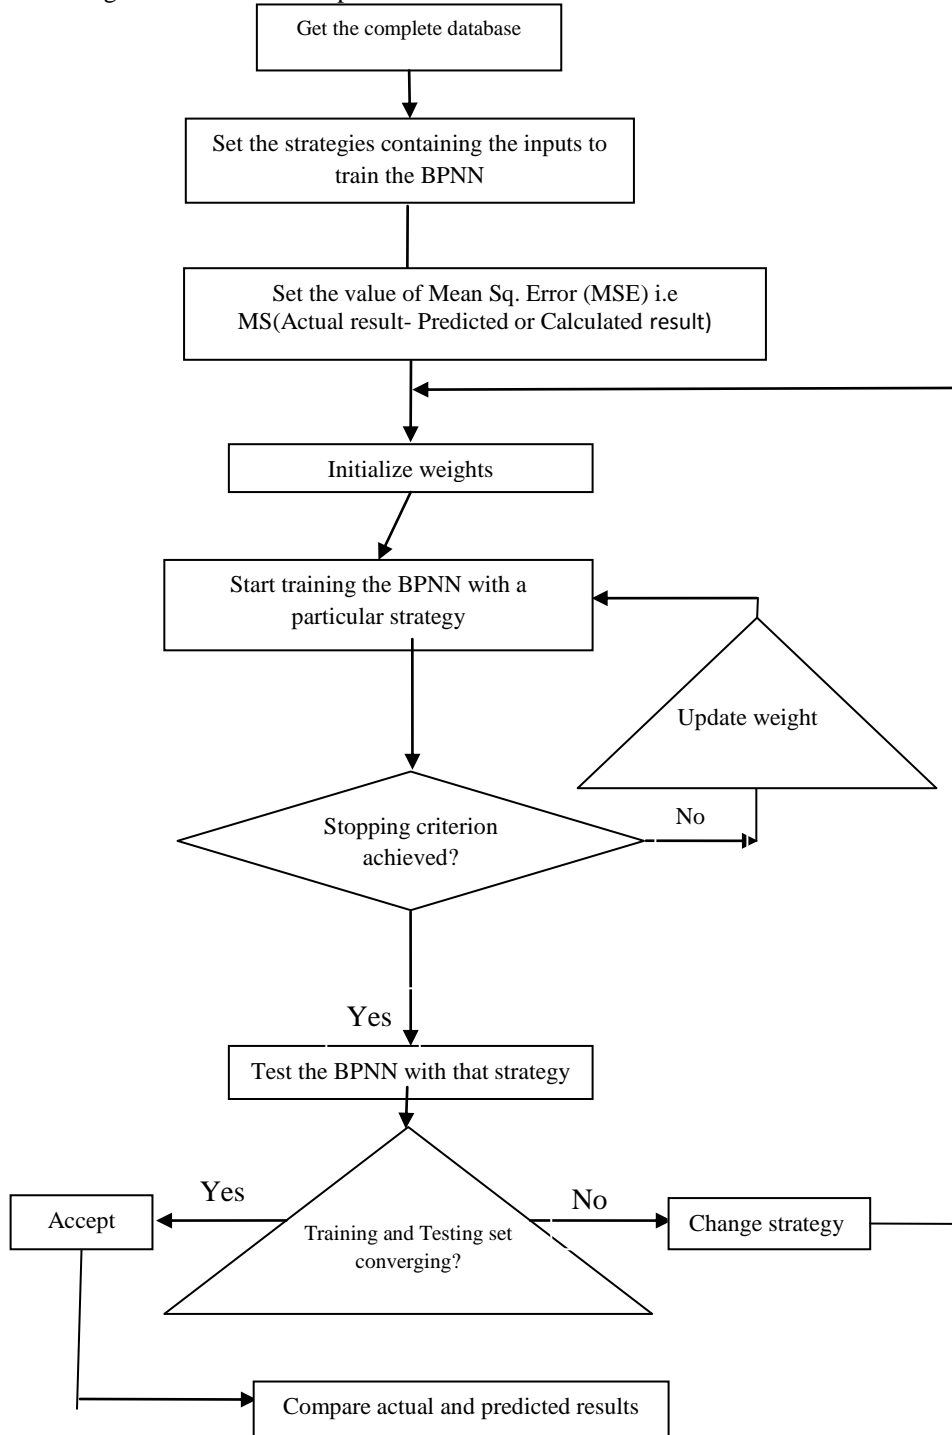 Get the complete database
Set the strategies containing the inputs to
train the BPNN
Set the value of Mean Sq. Error (MSE) i.e
MS(Actual result- Predicted or Calculated result)
Initialize weights
Start training the BPNN with a
particular strategy
Update weight
No
Stopping criterion
achieved?
Yes
Test the BPNN with that strategy
Yes
No
Accept
Training and Testing set
converging?
Change strategy
Compare actual and predicted results